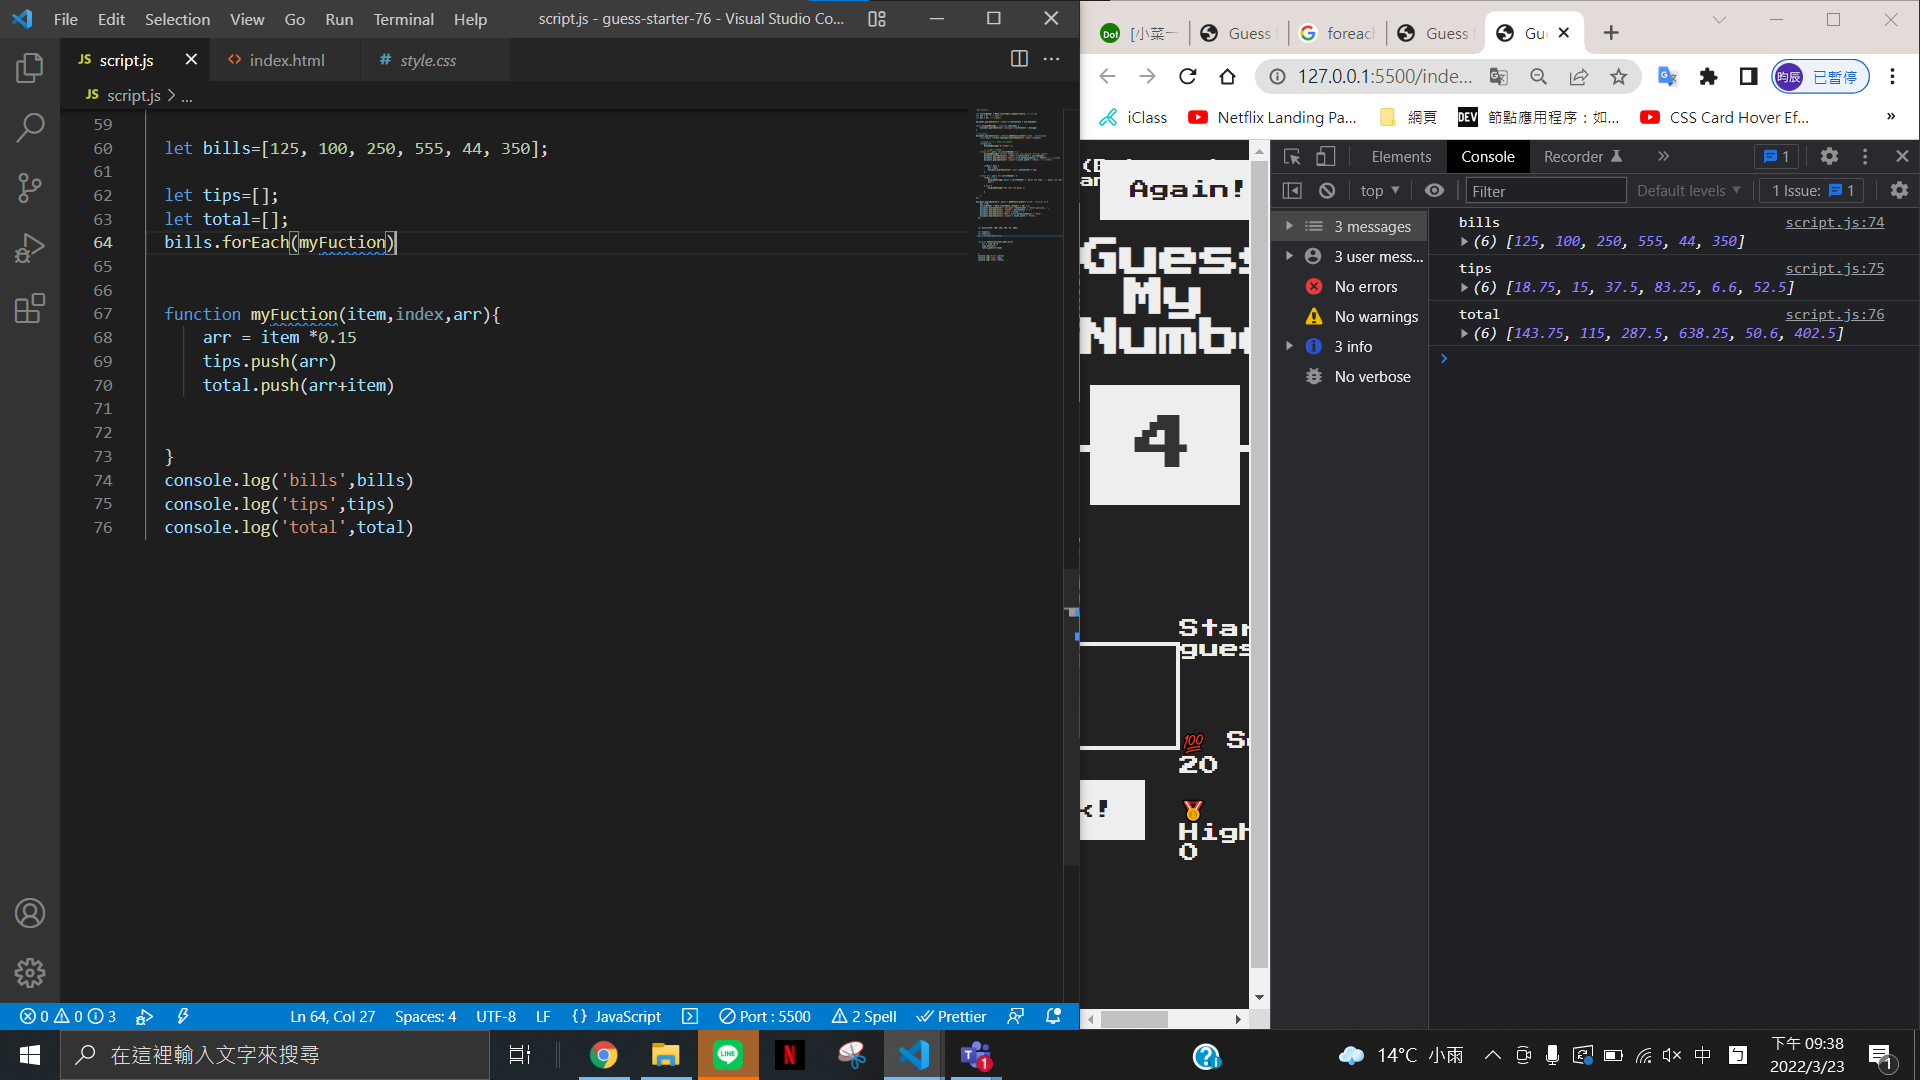 File Edit Selection View Go Run Terminal Help script.js - guess-starter-76 - Visual Studio Co...
JS script.js index.html # style.css
JS script.js > ...
59
60 let bills=[125, 100, 250, 555, 44, 350];
61
62 let tips=[];
63 let total=[];
64 bills.forEach(myFuction)
65
66
67 function myFuction(item,index,arr){
68 arr = item *0.15
69 tips.push(arr)
70 total.push(arr+item)
71
72
73 }
74 console.log('bills',bills)
75 console.log('tips',tips)
76 console.log('total',total)
0 0 3 Ln 64, Col 27 Spaces: 4 UTF-8 LF {} JavaScript Port : 5500 2 Spell Prettier
Dot [小菜一 Guess foreac Guess Gu
127.0.0.1:5500/inde... 昀辰 已暫停
iClass Netflix Landing Pa... 網頁 DEV 節點應用程序：如... CSS Card Hover Ef... »
Again!
Guess
My
Numb
4
Star
gues
💯 S
20
k!
🥇
High
0
Elements Console Recorder » 1
top Filter Default levels 1 Issue: 1
3 messages
3 user mess...
No errors
No warnings
3 info
No verbose
bills script.js:74
(6) [125, 100, 250, 555, 44, 350]
tips script.js:75
(6) [18.75, 15, 37.5, 83.25, 6.6, 52.5]
total script.js:76
(6) [143.75, 115, 287.5, 638.25, 50.6, 402.5]
在這裡輸入文字來搜尋 LINE N 1 14°C 小雨 中 下午 09:38
2022/3/23 1